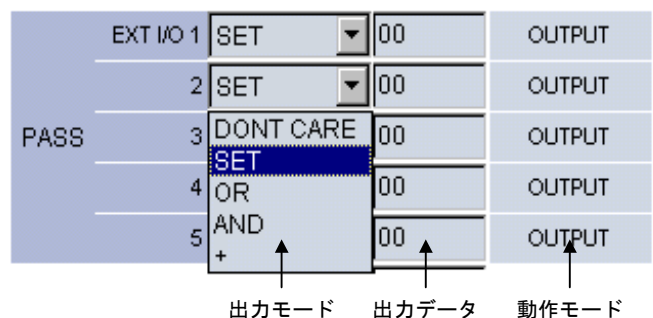 EXT I/O 1 SET 00 OUTPUT
2 SET 00 OUTPUT
PASS 3 DONT CARE 00 OUTPUT
SET
4 OR 00 OUTPUT
5 AND 00 OUTPUT
+
出力モード 出力データ 動作モード